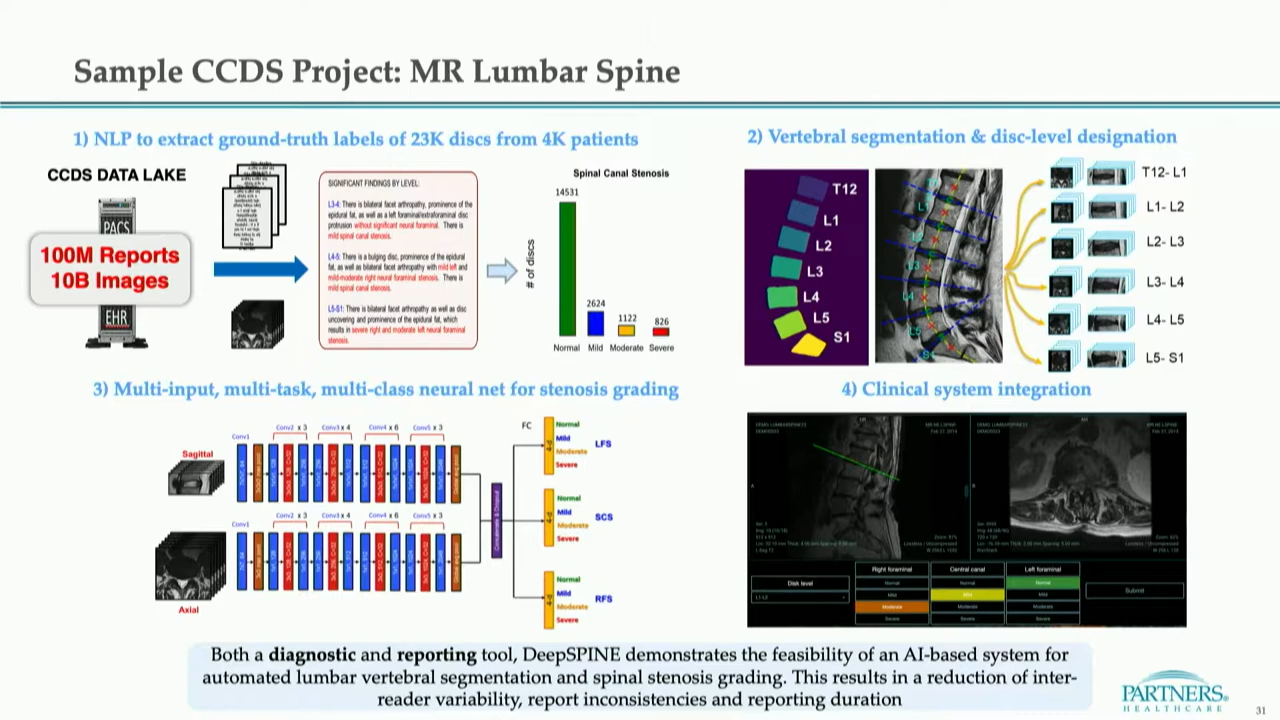 Sample CCDS Project: MR Lumbar Spine
1) NLP to extract ground-truth labels of 23K discs from 4K patients
CCDS DATA LAKE
PACS
100M Reports
10B Images
EHR
SIGNIFICANT FINDINGS BY LEVEL:
L3-4: There is bilateral facet arthropathy, prominence of the
epidural fat, as well as a left foraminal/extraforaminal disc
protrusion without significant neural foraminal. There is
mild spinal canal stenosis.
L4-5: There is a bulging disc, prominence of the epidural
fat, as well as bilateral facet arthropathy with mild left and
mild-moderate right neural foraminal stenosis. There is
mild spinal canal stenosis.
L5-S1: There is bilateral facet arthropathy as well as disc
uncovering and prominence of the epidural fat, which
results in severe right and moderate left neural foraminal
stenosis.
Spinal Canal Stenosis
# of discs
14531
2624
1122
826
Normal Mild Moderate Severe
2) Vertebral segmentation & disc-level designation
T12
L1
L2
L3
L4
L5
S1
T12- L1
L1- L2
L2- L3
L3- L4
L4- L5
L5- S1
3) Multi-input, multi-task, multi-class neural net for stenosis grading
Sagittal
Conv1
Conv2 x 3
Conv3 x 4
Conv4 x 6
Conv5 x 3
Axial
Conv1
Conv2 x 3
Conv3 x 4
Conv4 x 6
Conv5 x 3
Concatenate & Dropout
FC
4-d
Normal
Mild
Moderate
Severe
LFS
4-d
Normal
Mild
Moderate
Severe
SCS
4-d
Normal
Mild
Moderate
Severe
RFS
4) Clinical system integration
Disk level
L1-L2
Right foraminal
Normal
Mild
Moderate
Severe
Central canal
Normal
Mild
Moderate
Severe
Left foraminal
Normal
Mild
Moderate
Severe
Submit
Both a diagnostic and reporting tool, DeepSPINE demonstrates the feasibility of an AI-based system for
automated lumbar vertebral segmentation and spinal stenosis grading. This results in a reduction of inter-
reader variability, report inconsistencies and reporting duration
PARTNERS®
HEALTHCARE
31